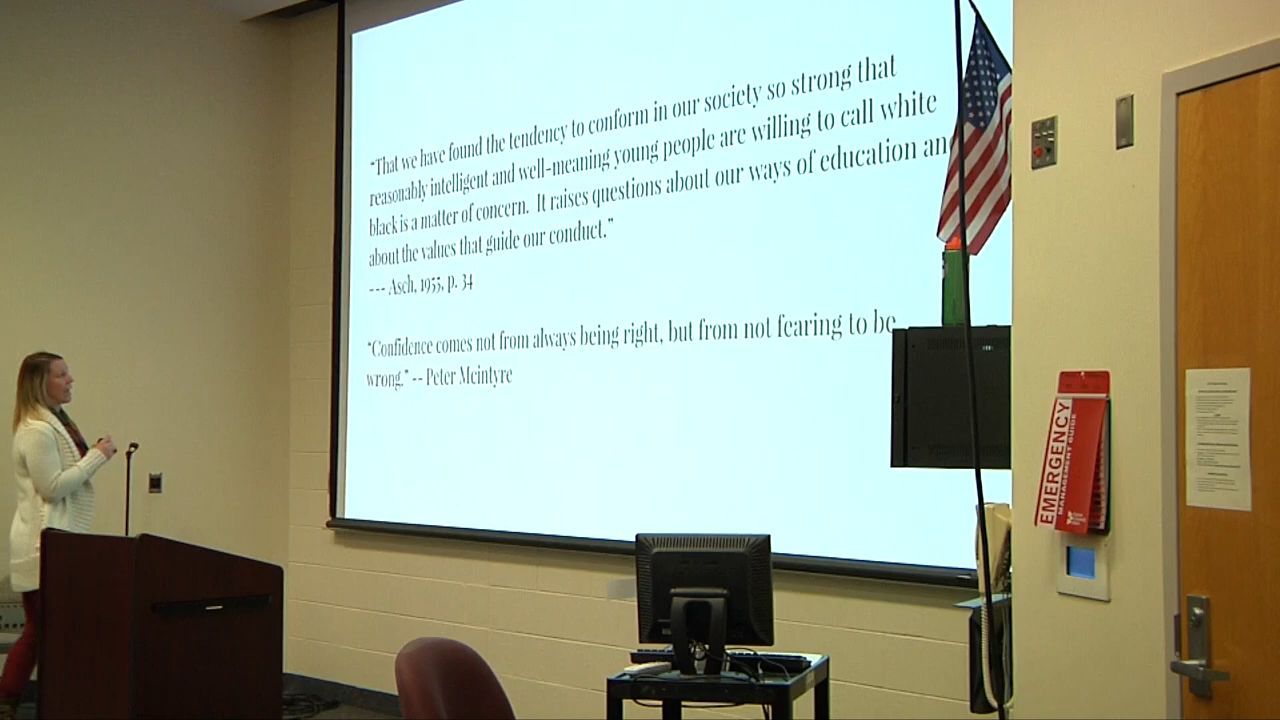 “That we have found the tendency to conform in our society so strong that
reasonably intelligent and well-meaning young people are willing to call white
black is a matter of concern. It raises questions about our ways of education an
about the values that guide our conduct.”
--- Asch, 1955, p. 34
“Confidence comes not from always being right, but from not fearing to be
wrong.” -- Peter Mcintyre
EMERGENCY
MANAGEMENT GUIDE